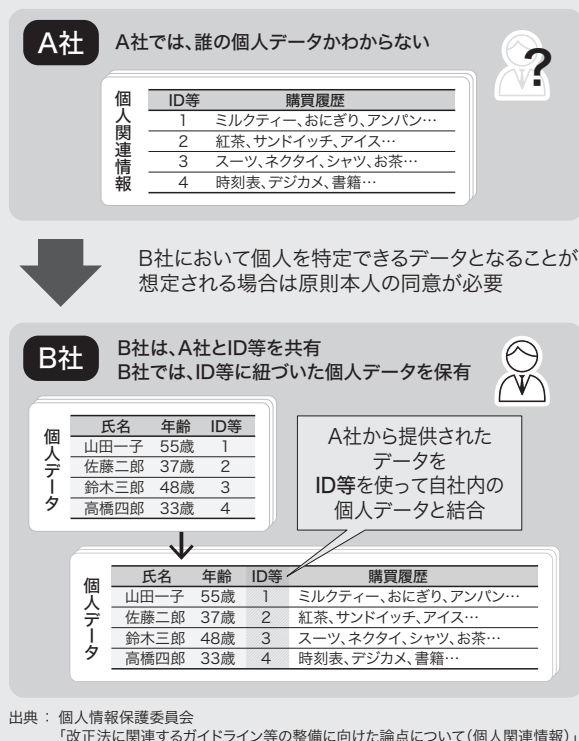 A社
A社では、誰の個人データかわからない
?
個人関連情報
ID等 購買履歴
1 ミルクティー、おにぎり、アンパン…
2 紅茶、サンドイッチ、アイス…
3 スーツ、ネクタイ、シャツ、お茶…
4 時刻表、デジカメ、書籍…
B社において個人を特定できるデータとなることが
想定される場合は原則本人の同意が必要
B社
B社は、A社とID等を共有
B社では、ID等に紐づいた個人データを保有
個人データ
氏名 年齢 ID等
山田一子 55歳 1
佐藤二郎 37歳 2
鈴木三郎 48歳 3
高橋四郎 33歳 4
A社から提供された
データを
ID等を使って自社内の
個人データと結合
個人データ
氏名 年齢 ID等 購買履歴
山田一子 55歳 1 ミルクティー、おにぎり、アンパン…
佐藤二郎 37歳 2 紅茶、サンドイッチ、アイス…
鈴木三郎 48歳 3 スーツ、ネクタイ、シャツ、お茶…
高橋四郎 33歳 4 時刻表、デジカメ、書籍…
出典 : 個人情報保護委員会
「改正法に関連するガイドライン等の整備に向けた論点について(個人関連情報)」